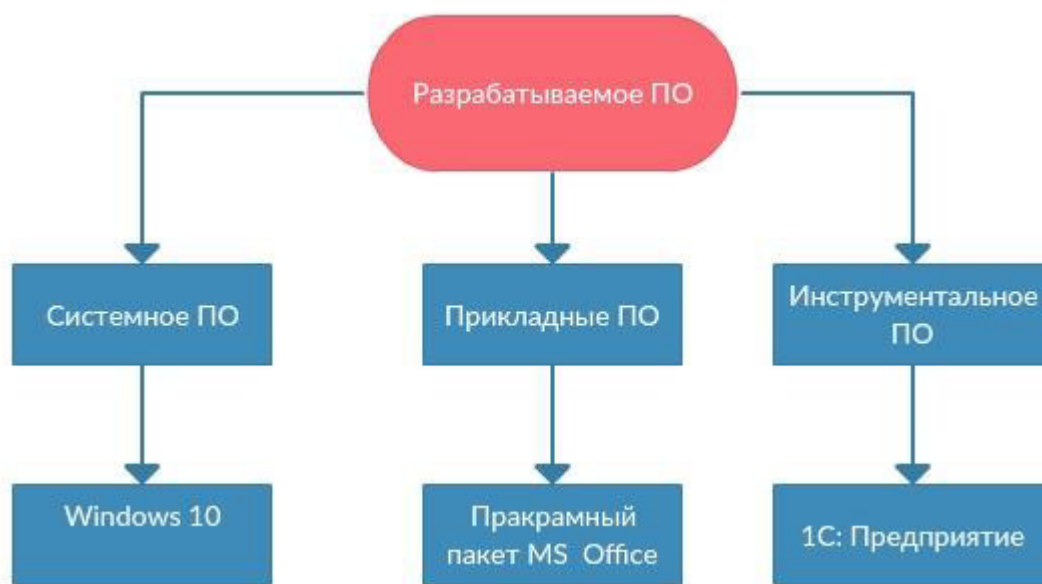 Разрабатываемое ПО
Системное ПО
Прикладные ПО
Инструментальное
ПО
Windows 10
Пракрамный
пакет MS Office
1С: Предприятие